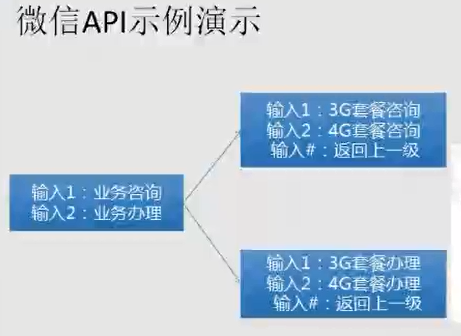 微信API示例演示
输入1：3G套餐咨询
输入2：4G套餐咨询
输入#：返回上一级
输入1：业务咨询
输入2：业务办理
输入1：3G套餐办理
输入2：4G套餐办理
输入#：返回上一级